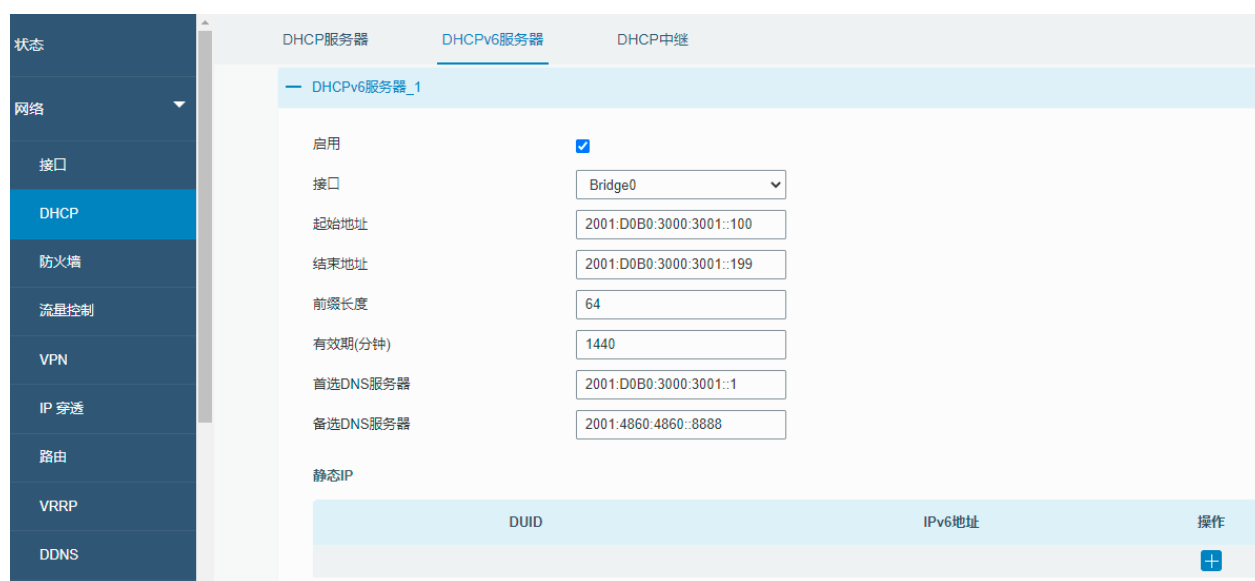 状态
网络
接口
DHCP
防火墙
流量控制
VPN
IP 穿透
路由
VRRP
DDNS
DHCP服务器 DHCPv6服务器 DHCP中继
DHCPv6服务器_1
启用
接口 Bridge0
起始地址 2001:D0B0:3000:3001::100
结束地址 2001:D0B0:3000:3001::199
前缀长度 64
有效期(分钟) 1440
首选DNS服务器 2001:D0B0:3000:3001::1
备选DNS服务器 2001:4860:4860::8888
静态IP
DUID IPv6地址 操作